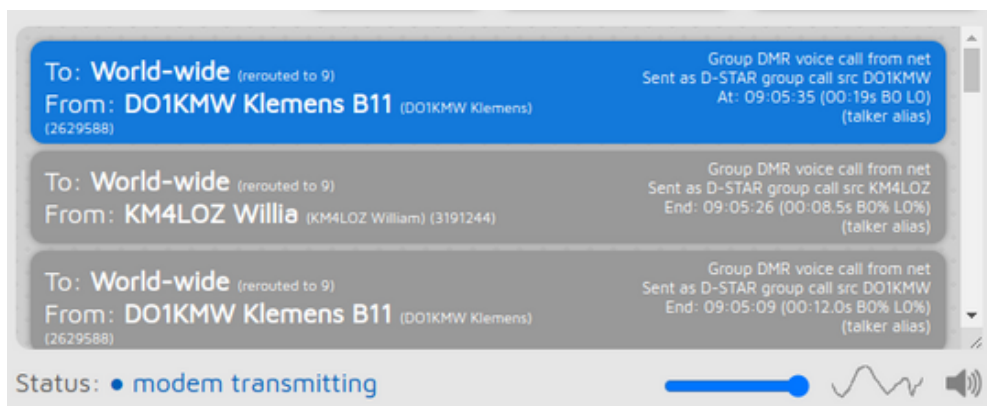 To: World-wide (rerouted to 9)
From: DO1KMW Klemens B11 (DO1KMW Klemens)
(2629588)
Group DMR voice call from net
Sent as D-STAR group call src DO1KMW
At: 09:05:35 (00:19s B0 L0)
(talker alias)
To: World-wide (rerouted to 9)
From: KM4LOZ Willia (KM4LOZ William) (3191244)
Group DMR voice call from net
Sent as D-STAR group call src KM4LOZ
End: 09:05:26 (00:08.5s B0% L0%)
(talker alias)
To: World-wide (rerouted to 9)
From: DO1KMW Klemens B11 (DO1KMW Klemens)
(2629588)
Group DMR voice call from net
Sent as D-STAR group call src DO1KMW
End: 09:05:09 (00:12.0s B0% L0%)
(talker alias)
Status: • modem transmitting